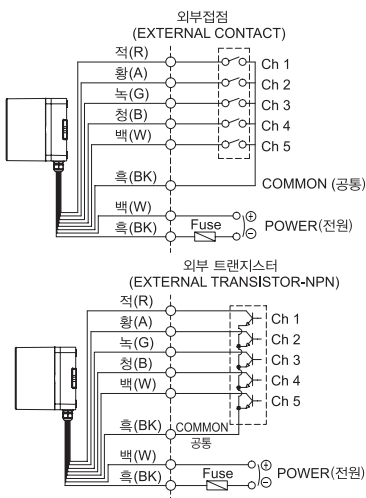 외부접점
(EXTERNAL CONTACT)
적(R)
황(A)
녹(G)
청(B)
백(W)
Ch 1
Ch 2
Ch 3
Ch 4
Ch 5
흑(BK)
COMMON (공통)
백(W)
흑(BK)
Fuse
⊕
⊖
POWER(전원)
외부 트랜지스터
(EXTERNAL TRANSISTOR-NPN)
적(R)
황(A)
녹(G)
청(B)
백(W)
Ch 1
Ch 2
Ch 3
Ch 4
Ch 5
흑(BK)
COMMON
공통
백(W)
흑(BK)
Fuse
⊕
⊖
POWER(전원)